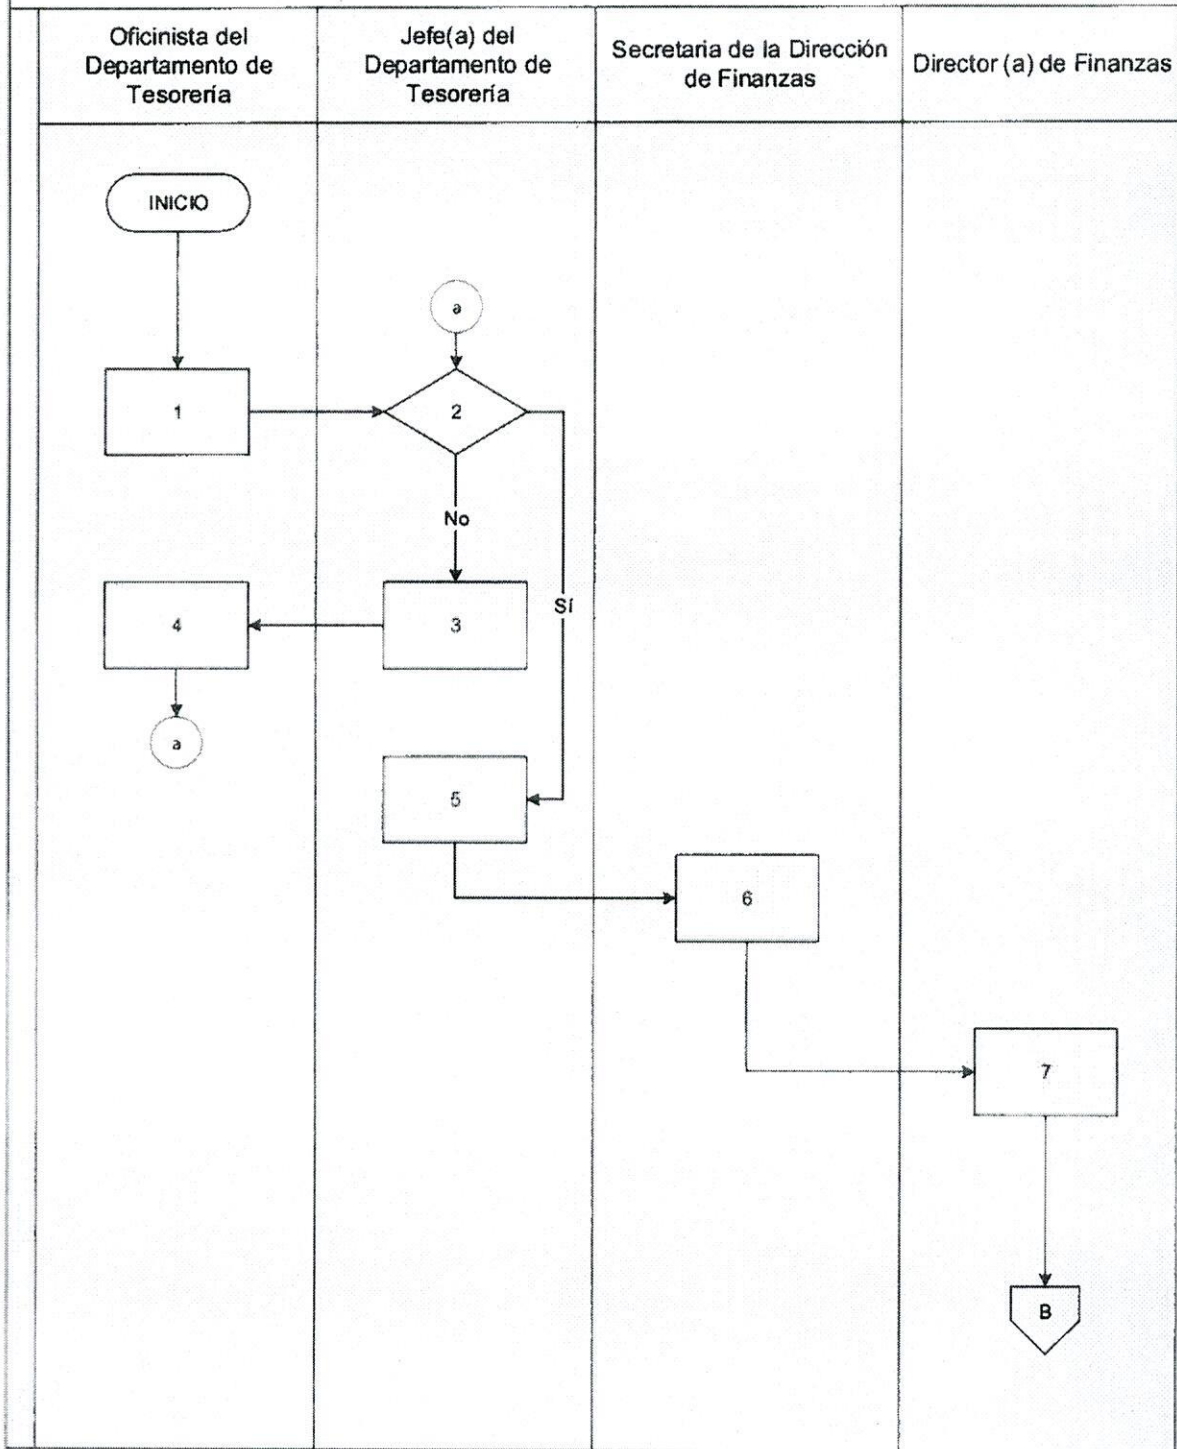 Oficinista del
Departamento de
Tesorería
Jefe(a) del
Departamento de
Tesorería
Secretaria de la Dirección
de Finanzas
Director (a) de Finanzas
INICIO
a
1
2
No
Sí
4
3
a
5
6
7
B